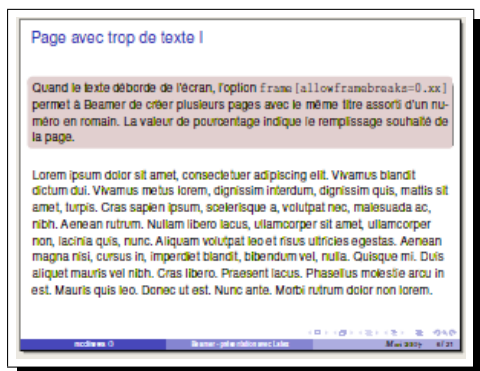 Page avec trop de texte I
Quand le texte déborde de l'écran, l'option frame[allowframebreaks=0.xx]
permet à Beamer de créer plusieurs pages avec le même titre assorti d'un nu-
méro en romain. La valeur de pourcentage indique le remplissage souhaité de
la page.
Lorem ipsum dolor sit amet, consectetuer adipiscing elit. Vivamus blandit
dictum dui. Vivamus metus lorem, dignissim interdum, dignissim quis, mattis sit
amet, turpis. Cras sapien ipsum, scelerisque a, volutpat nec, malesuada ac,
nibh. Aenean rutrum. Nullam libero lacus, ullamcorper sit amet, ullamcorper
non, lacinia quis, nunc. Aliquam volutpat leo et risus ultricies egestas. Aenean
magna nisi, cursus in, imperdiet blandit, bibendum vel, nulla. Quisque mi. Duis
aliquet mauris vel nibh. Cras libero. Praesent lacus. Phasellus molestie arcu in
est. Mauris quis leo. Donec ut est. Nunc ante. Morbi rutrum dolor non lorem.
Beamer - présentation avec Latex
Mai 2007 8/21